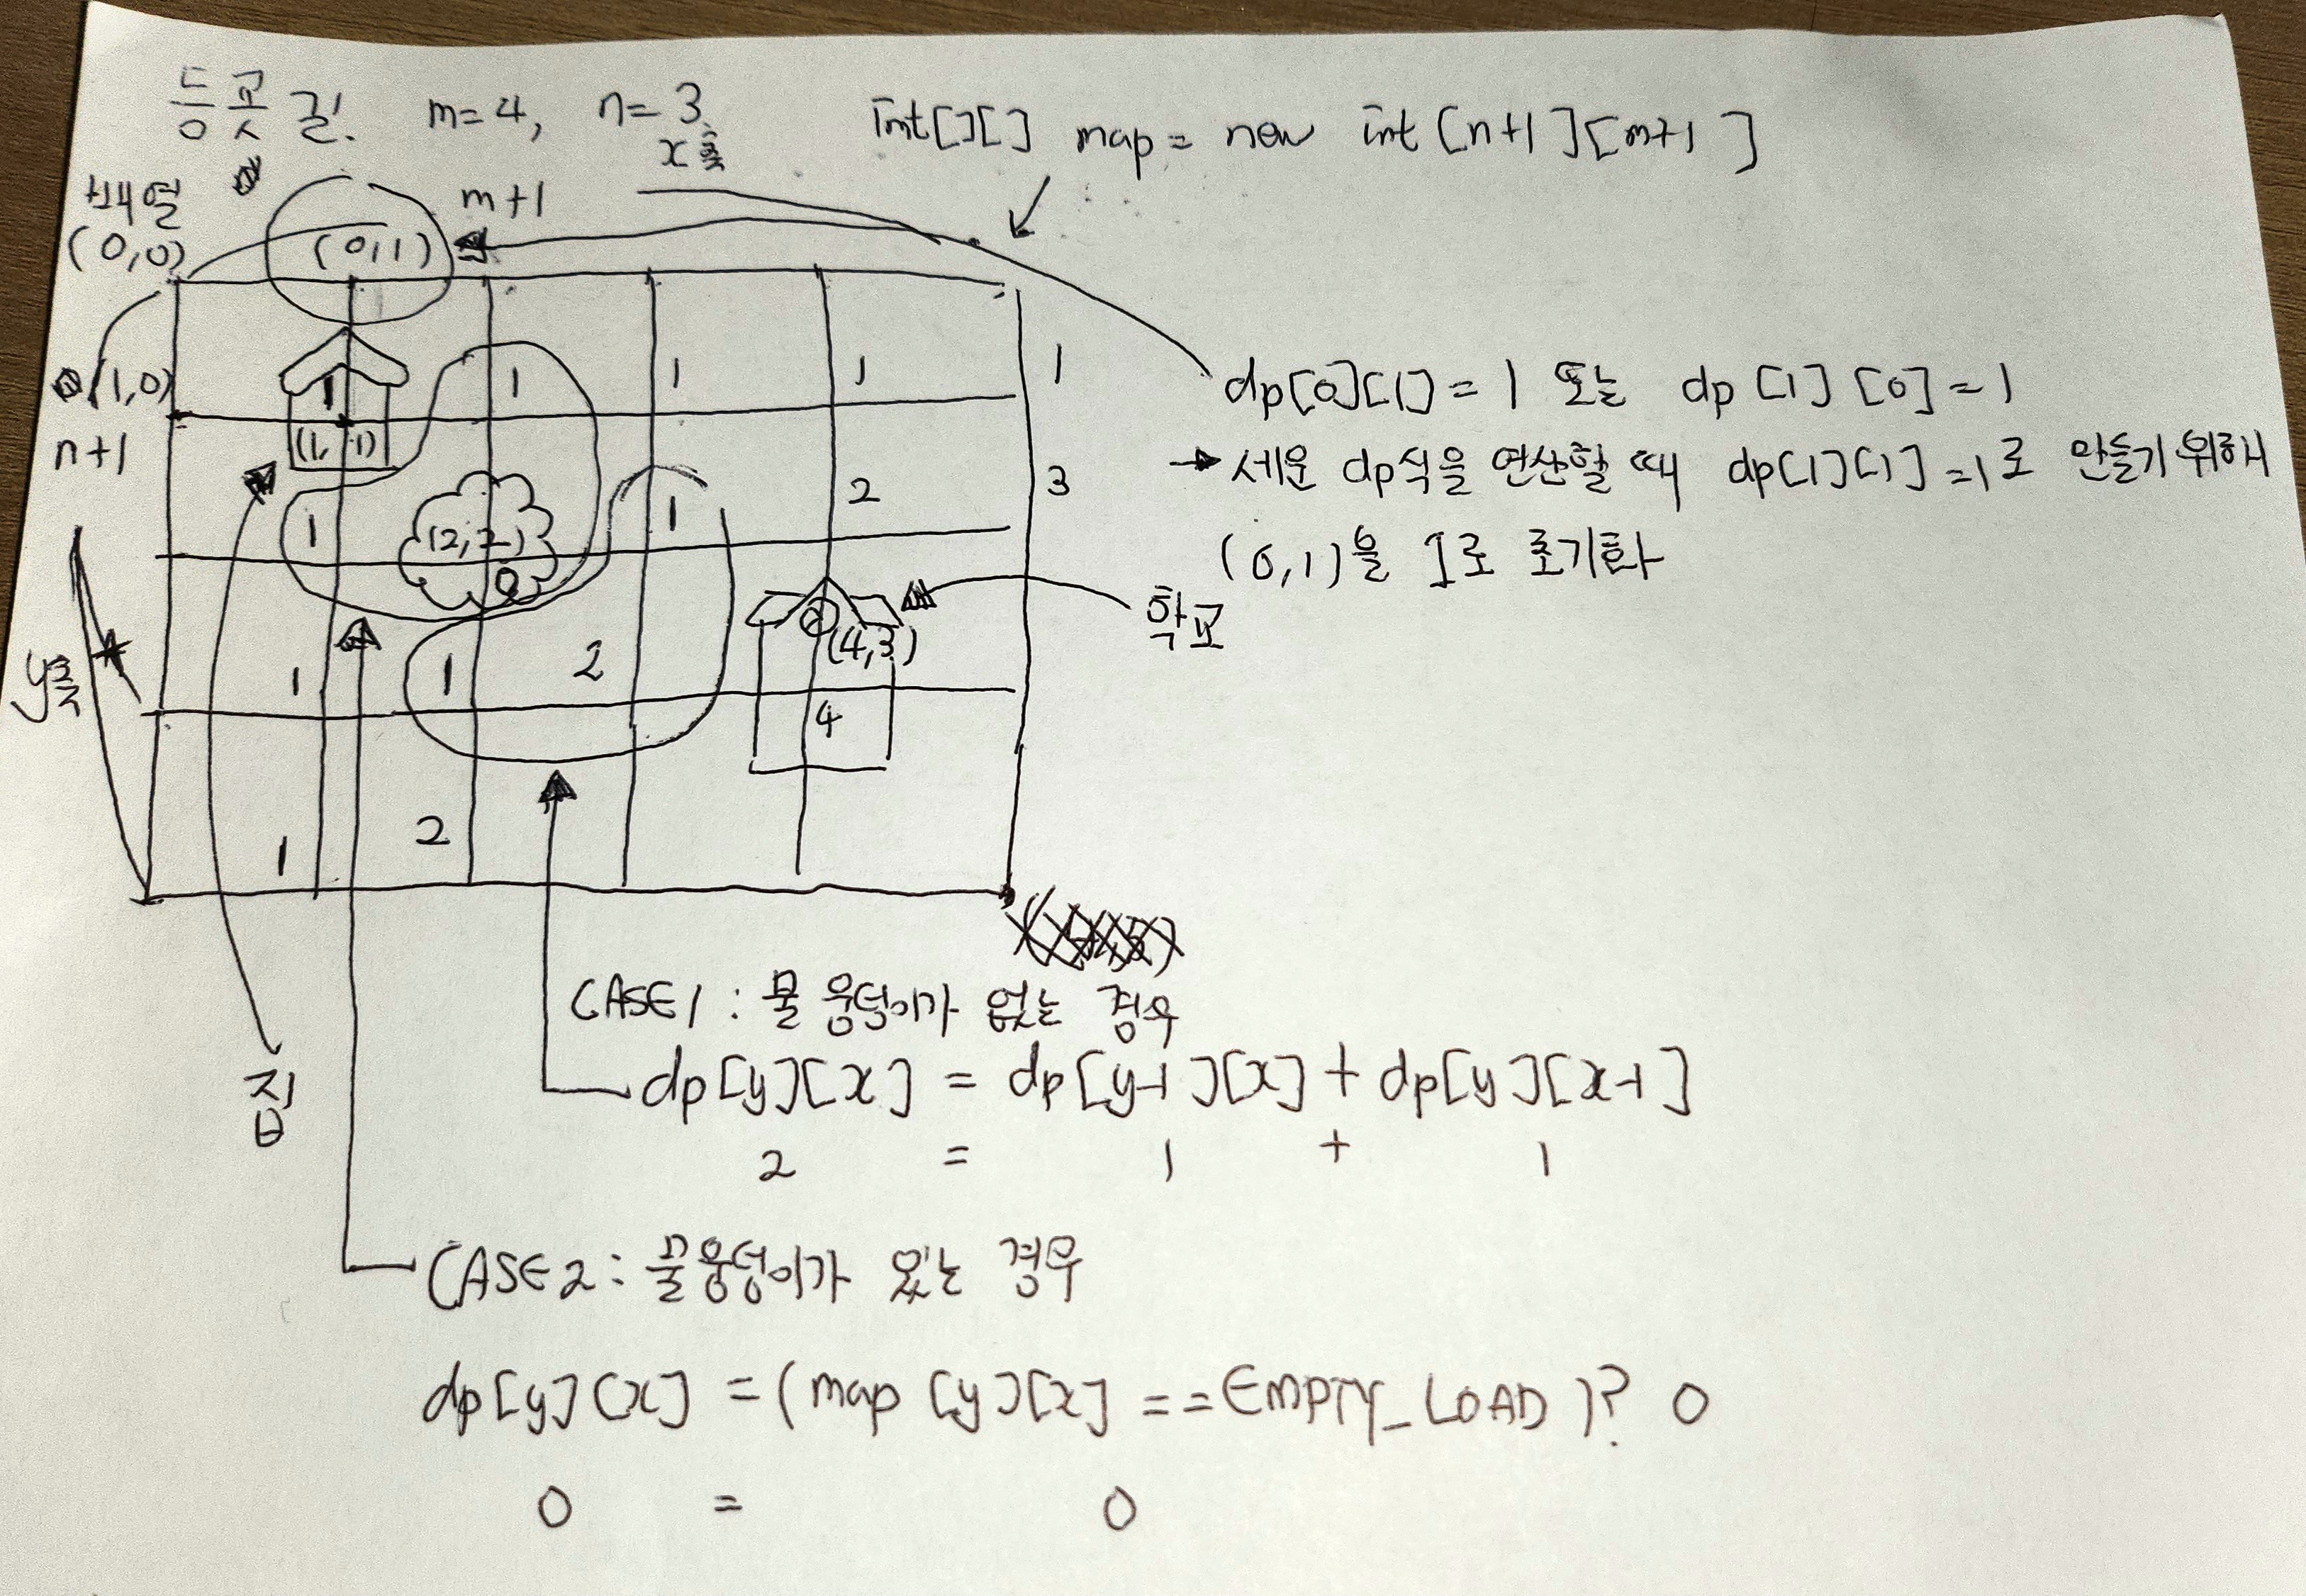 등굣길. m=4, n=3
int[][] map = new int[n+1][m+1]
x축
배열
(0,0)
(0,1)
m+1
(1,0)
n+1
1 1 1 1 1
(1,1)
dp[0][1]=1 또는 dp[1][0]=1
→ 세운 dp식을 연산할 때 dp[1][1]=1로 만들기 위해
(0,1)을 1로 초기화
1 (2,2) 1 2 3
0
학교
y축
1 1 2 (4,3)
4
1 2
집
CASE1 : 물웅덩이가 없는 경우
dp[y][x] = dp[y-1][x] + dp[y][x-1]
2 = 1 + 1
CASE2 : 물웅덩이가 있는 경우
dp[y][x] = (map[y][x] == EMPTY_LOAD)? 0
0 = 0